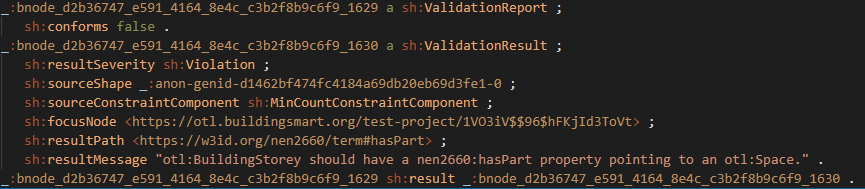 _:bnode_d2b36747_e591_4164_8e4c_c3b2f8b9c6f9_1629 a sh:ValidationReport ;
sh:conforms false .
_:bnode_d2b36747_e591_4164_8e4c_c3b2f8b9c6f9_1630 a sh:ValidationResult ;
sh:resultSeverity sh:Violation ;
sh:sourceShape _:anon-genid-d1462bf474fc4184a69db20eb69d3fe1-0 ;
sh:sourceConstraintComponent sh:MinCountConstraintComponent ;
sh:focusNode <https://otl.buildingsmart.org/test-project/1VO3iV$$96$hFKjId3ToVt> ;
sh:resultPath <https://w3id.org/nen2660/term#hasPart> ;
sh:resultMessage "otl:BuildingStorey should have a nen2660:hasPart property pointing to an otl:Space." .
_:bnode_d2b36747_e591_4164_8e4c_c3b2f8b9c6f9_1629 sh:result _:bnode_d2b36747_e591_4164_8e4c_c3b2f8b9c6f9_1630 .